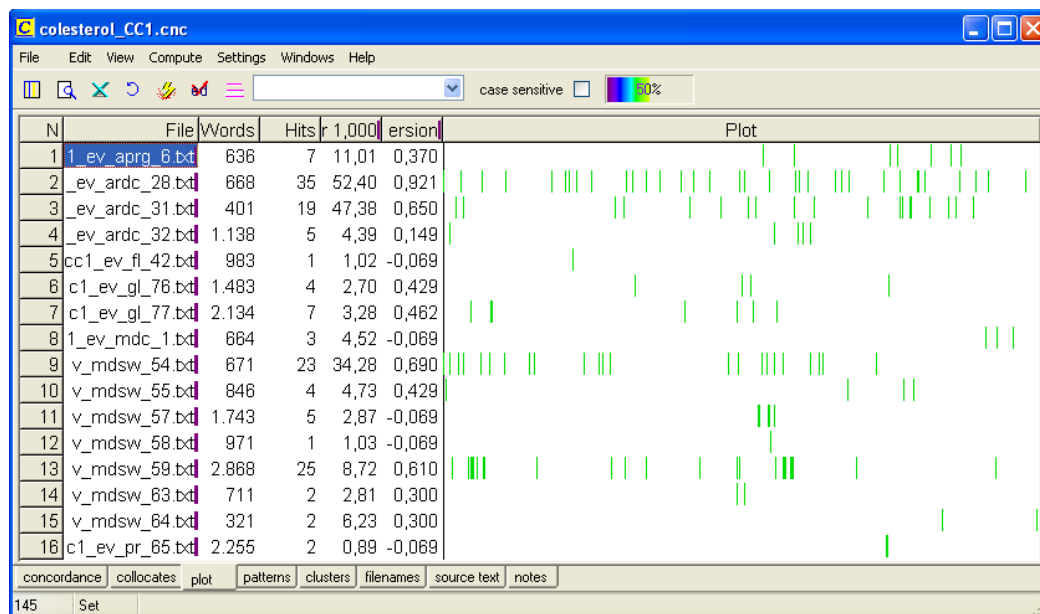 colesterol_CC1.cnc
File Edit View Compute Settings Windows Help
case sensitive 50%
N File Words Hits r 1,000 ersion Plot
1 1_ev_aprg_6.txt 636 7 11,01 0,370
2 _ev_ardc_28.txt 668 35 52,40 0,921
3 _ev_ardc_31.txt 401 19 47,38 0,650
4 _ev_ardc_32.txt 1.138 5 4,39 0,149
5 cc1_ev_fl_42.txt 983 1 1,02 -0,069
6 c1_ev_gl_76.txt 1.483 4 2,70 0,429
7 c1_ev_gl_77.txt 2.134 7 3,28 0,462
8 1_ev_mdc_1.txt 664 3 4,52 -0,069
9 v_mdsw_54.txt 671 23 34,28 0,690
10 v_mdsw_55.txt 846 4 4,73 0,429
11 v_mdsw_57.txt 1.743 5 2,87 -0,069
12 v_mdsw_58.txt 971 1 1,03 -0,069
13 v_mdsw_59.txt 2.868 25 8,72 0,610
14 v_mdsw_63.txt 711 2 2,81 0,300
15 v_mdsw_64.txt 321 2 6,23 0,300
16 c1_ev_pr_65.txt 2.255 2 0,89 -0,069
concordance collocates plot patterns clusters filenames source text notes
145 Set